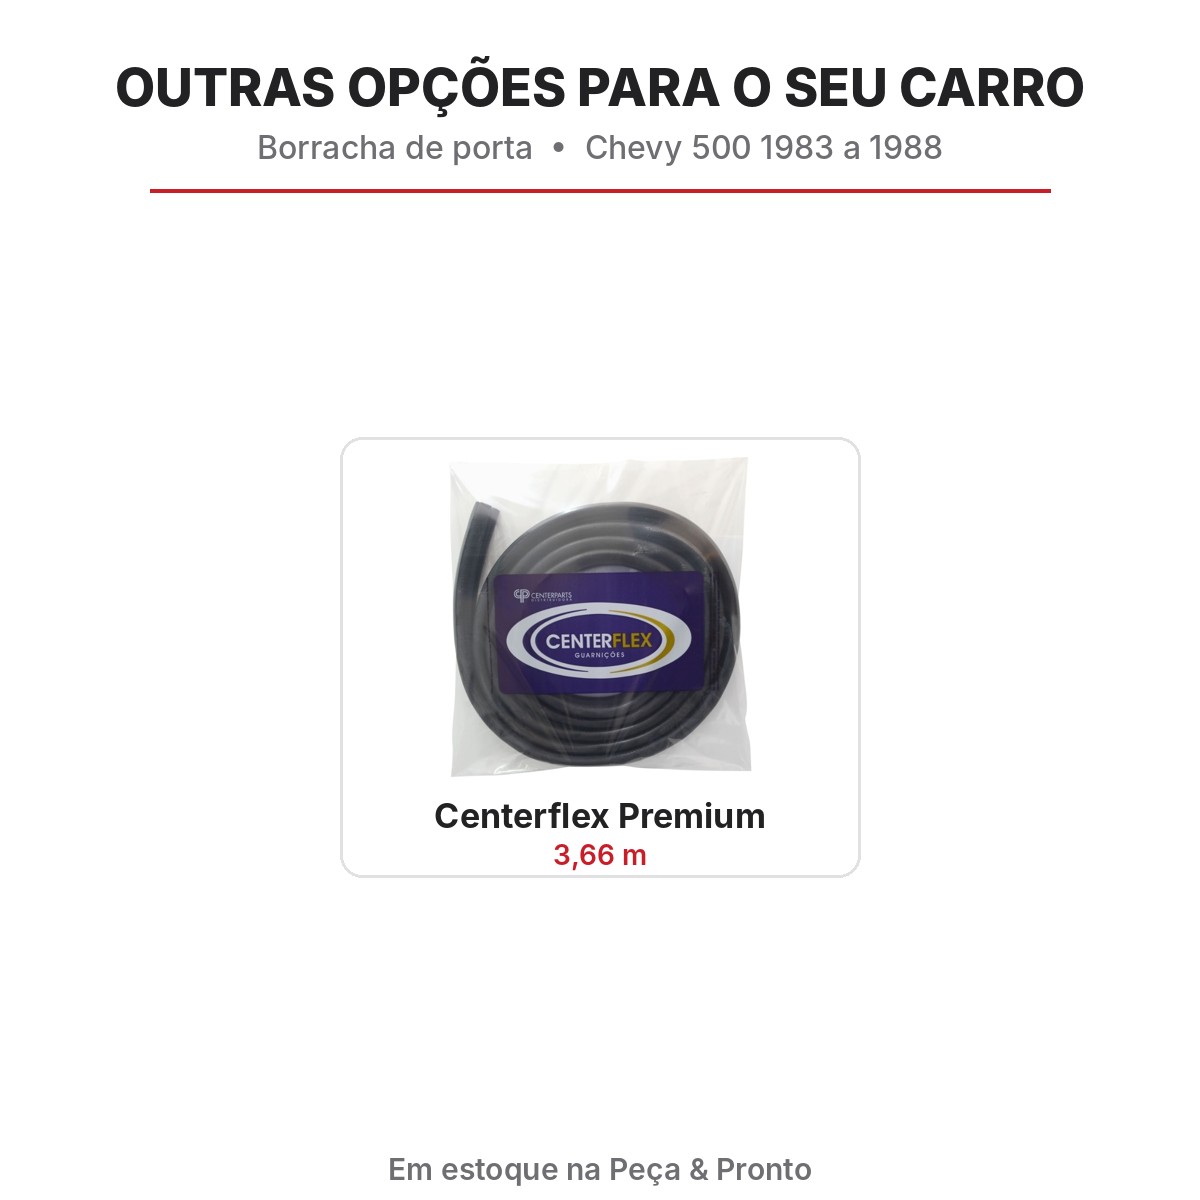 OUTRAS OPÇÕES PARA O SEU CARRO
Borracha de porta • Chevy 500 1983 a 1988
CENTERPARTS
DISTRIBUIDORA
CENTERFLEX
GUARNIÇÕES
Centerflex Premium
3,66 m
Em estoque na Peça & Pronto